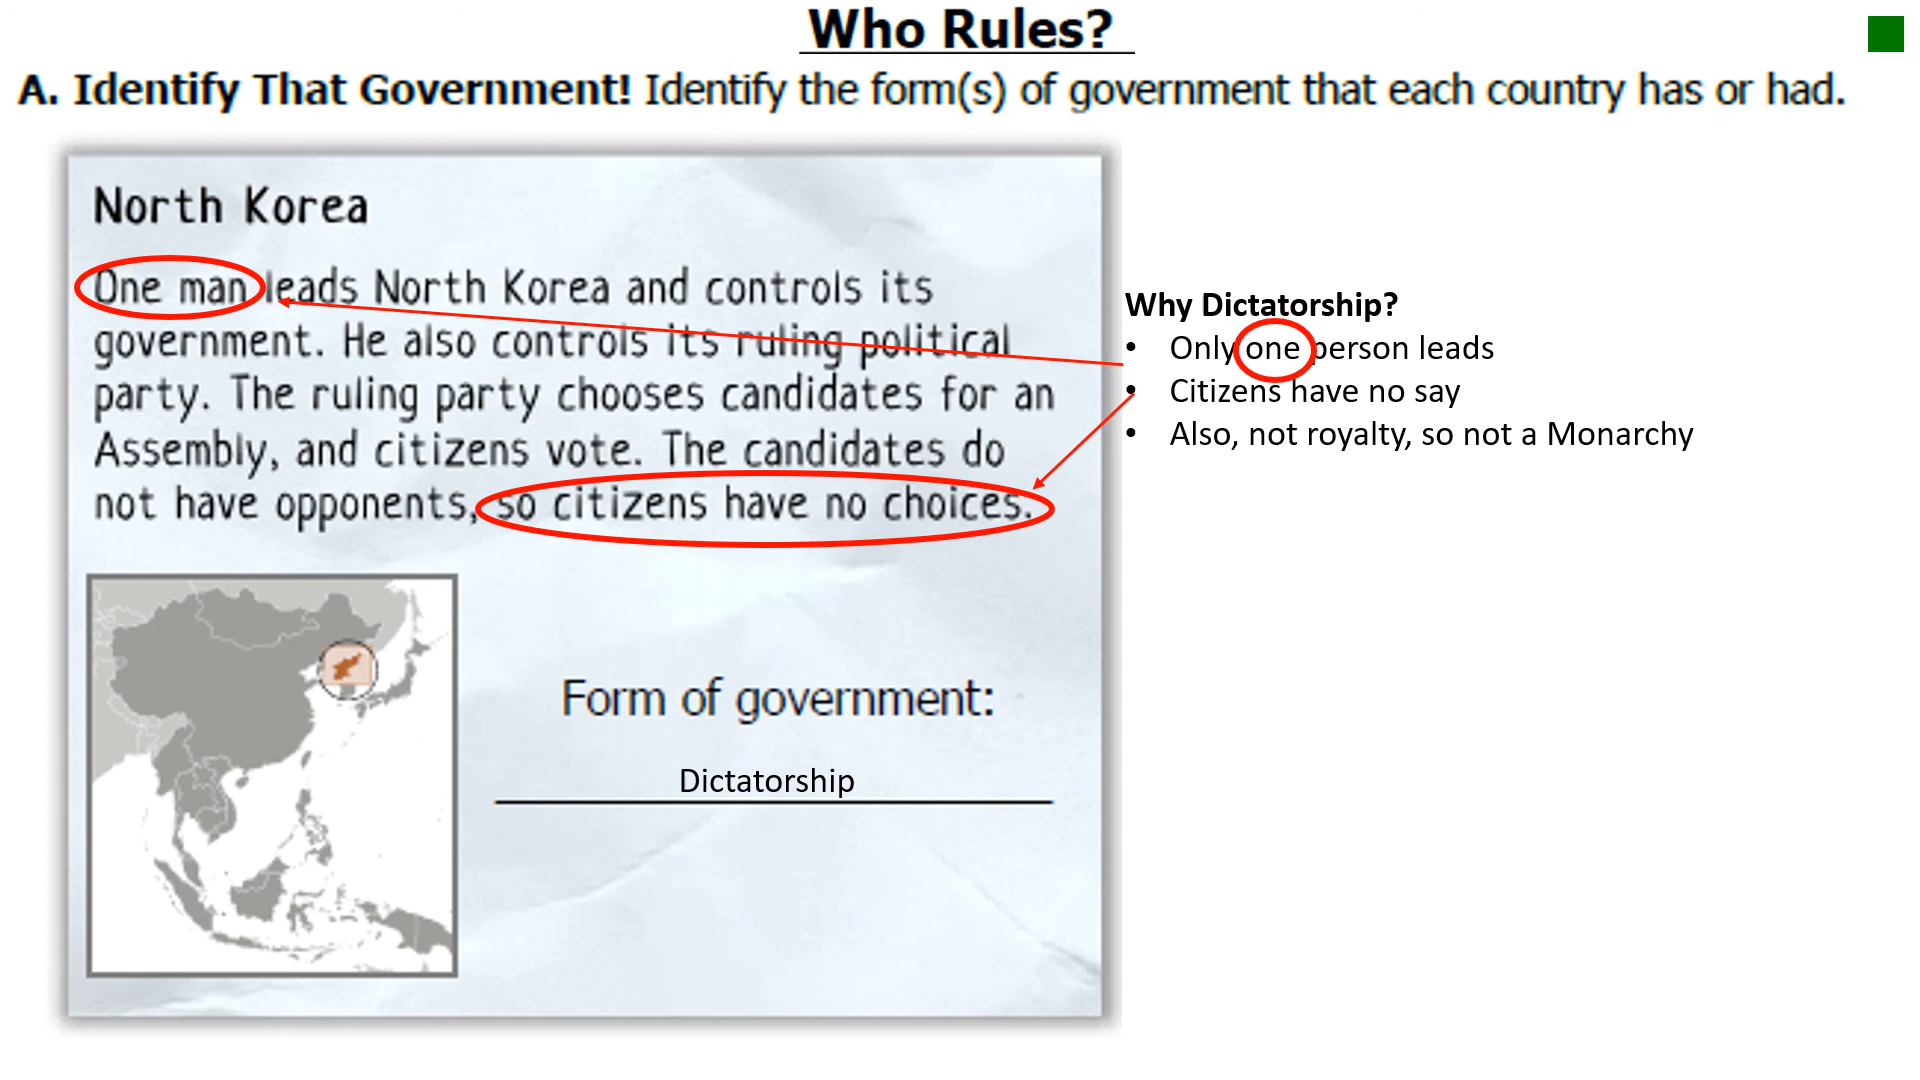 Who Rules?
A. Identify That Government! Identify the form(s) of government that each country has or had.
North Korea
One man leads North Korea and controls its
government. He also controls its ruling political
party. The ruling party chooses candidates for an
Assembly, and citizens vote. The candidates do
not have opponents, so citizens have no choices.
Form of government:
Dictatorship
Why Dictatorship?
• Only one person leads
• Citizens have no say
• Also, not royalty, so not a Monarchy